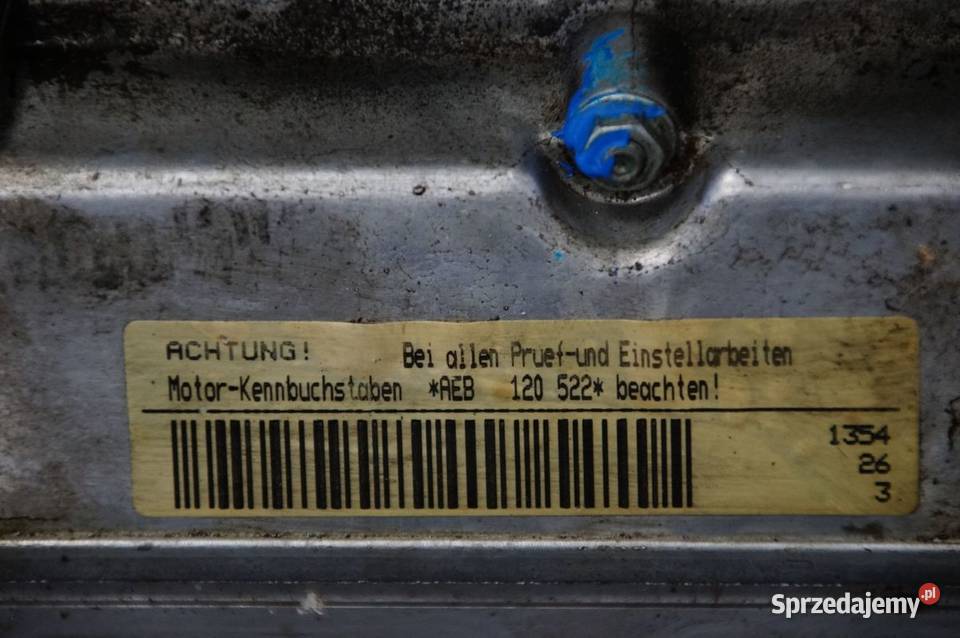 ACHTUNG! Bei allen Pruef-und Einstellarbeiten
Motor-Kennbuchstaben *AEB 120 522* beachten!
1354
26
3
Sprzedajemy.pl